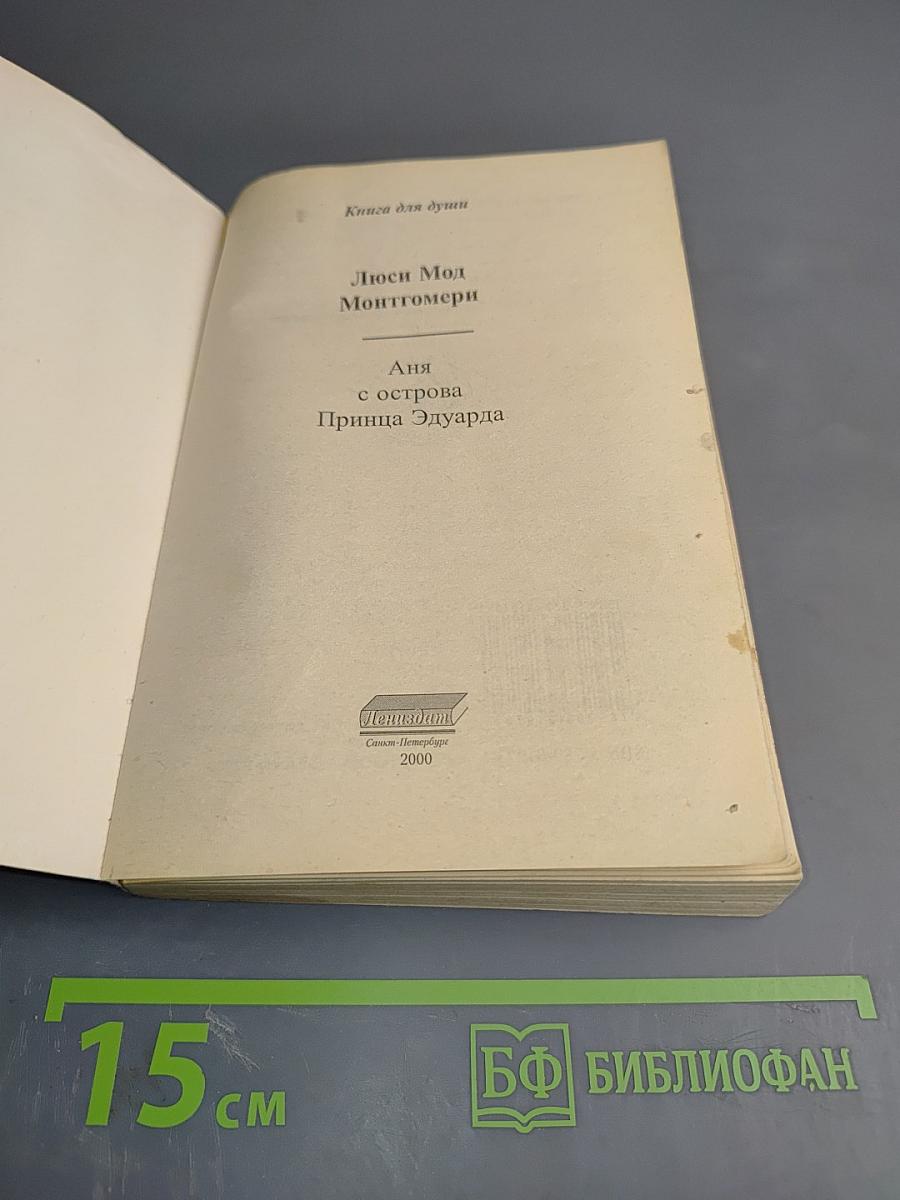 Книга для души
Люси Мод
Монтгомери
Аня
с острова
Принца Эдуарда
Лениздат
Санкт-Петербург
2000
15 см
БФ БИБЛИОФАН